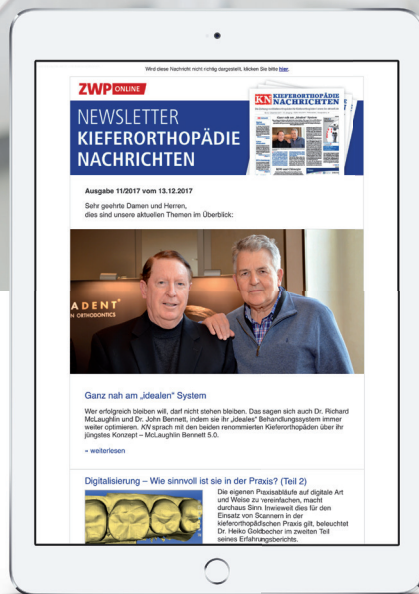 Wird diese Nachricht nicht richtig dargestellt, klicken Sie bitte hier.
ZWP ONLINE
NEWSLETTER
KIEFERORTHOPÄDIE
NACHRICHTEN
KN KIEFERORTHOPÄDIE
NACHRICHTEN
Ausgabe 11/2017 vom 13.12.2017
Sehr geehrte Damen und Herren,
dies sind unsere aktuellen Themen im Überblick:
ADENT
N ORTHODONTICS
Ganz nah am „idealen" System
Wer erfolgreich bleiben will, darf nicht stehen bleiben. Das sagen sich auch Dr. Richard
McLaughlin und Dr. John Bennett, indem sie ihr „ideales" Behandlungssystem immer
weiter optimieren. KN sprach mit den beiden renommierten Kieferorthopäden über ihr
jüngstes Konzept – McLaughlin Bennett 5.0.
» weiterlesen
Digitalisierung – Wie sinnvoll ist sie in der Praxis? (Teil 2)
Die eigenen Praxisabläufe auf digitale Art
und Weise zu vereinfachen, macht
durchaus Sinn. Inwieweit dies für den
Einsatz von Scannern in der
kieferorthopädischen Praxis gilt, beleuchtet
Dr. Heiko Goldbecher im zweiten Teil
seines Erfahrungsberichts.